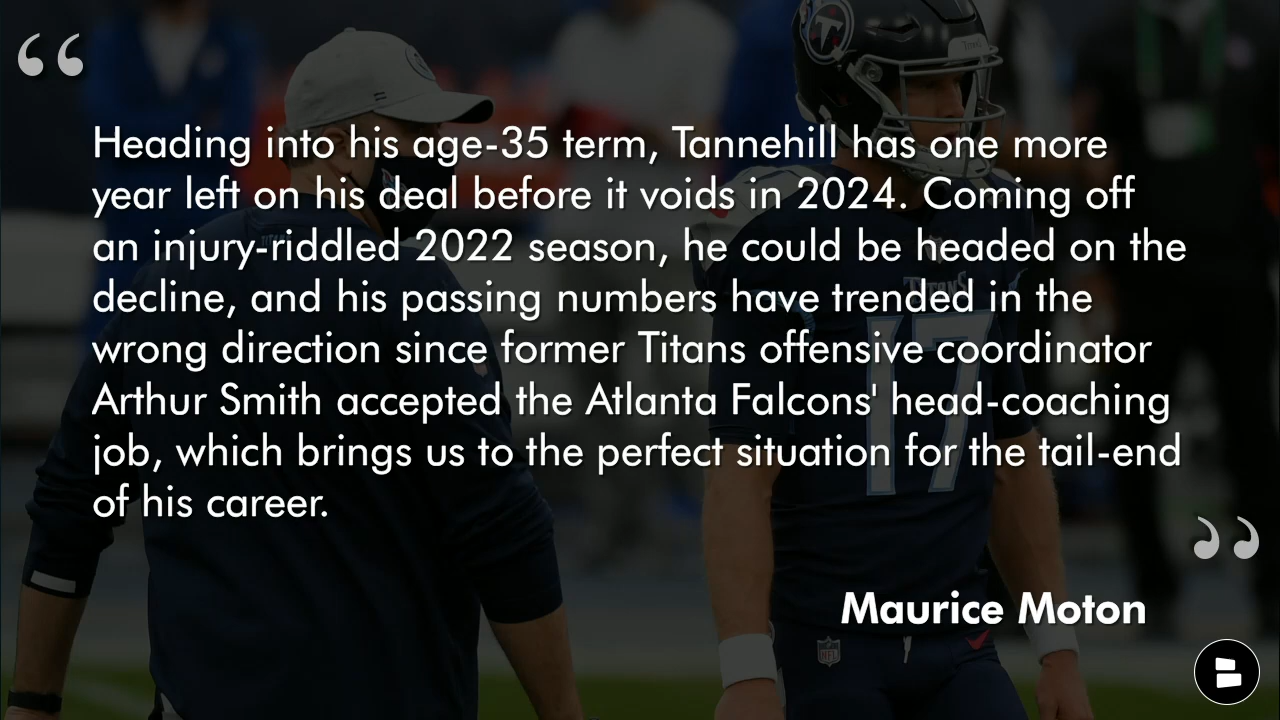 “
Heading into his age-35 term, Tannehill has one more
year left on his deal before it voids in 2024. Coming off
an injury-riddled 2022 season, he could be headed on the
decline, and his passing numbers have trended in the
wrong direction since former Titans offensive coordinator
Arthur Smith accepted the Atlanta Falcons' head-coaching
job, which brings us to the perfect situation for the tail-end
of his career.
”
Maurice Moton
TITANS
17
NFL